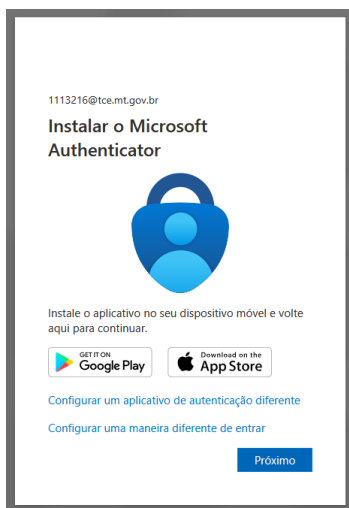 1113216@tce.mt.gov.br
Instalar o Microsoft
Authenticator
Instale o aplicativo no seu dispositivo móvel e volte
aqui para continuar.
GET IT ON
Google Play
Download on the
App Store
Configurar um aplicativo de autenticação diferente
Configurar uma maneira diferente de entrar
Próximo